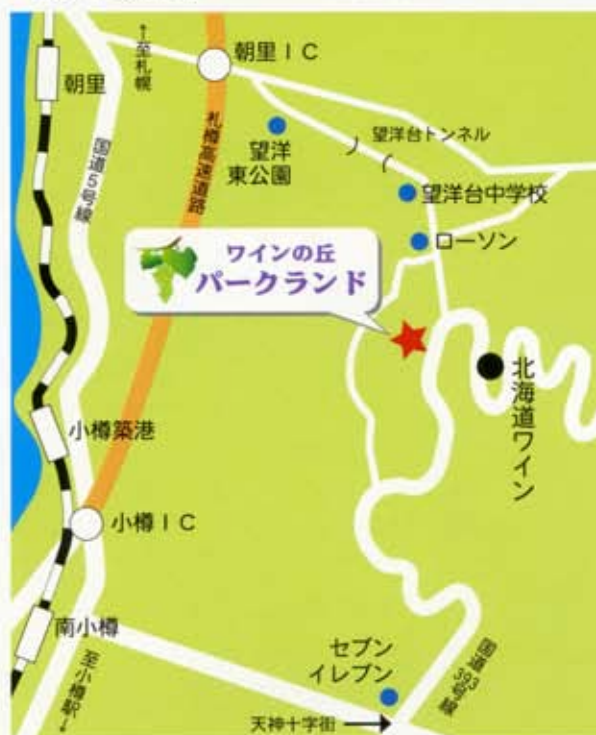 朝里
↑至札幌
朝里IC
国道5号線
札樽高速道路
望洋
東公園
望洋台トンネル
望洋台中学校
ローソン
ワインの丘
パークランド
北海道ワイン
小樽築港
小樽IC
南小樽
至小樽駅↓
セブン
イレブン
国道393号線
天神十字街→